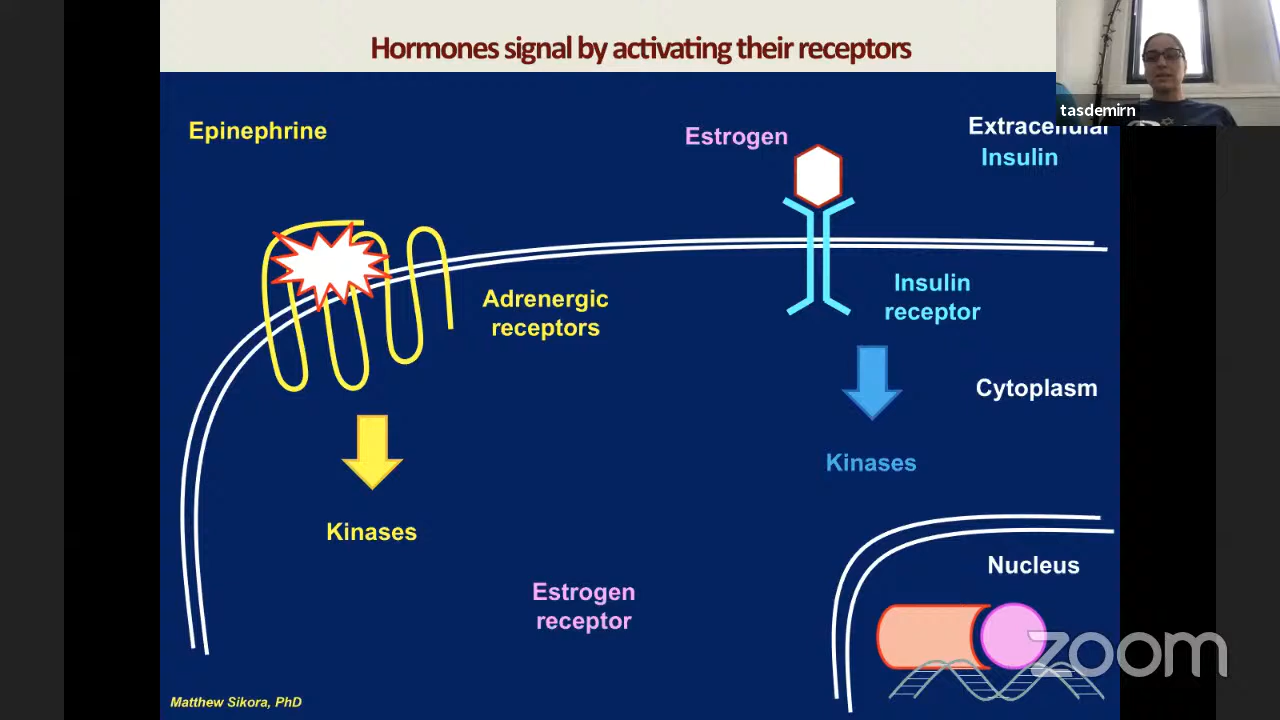 Hormones signal by activating their receptors
tasdemirn
Epinephrine
Estrogen
Extracellular
Insulin
Adrenergic
receptors
Insulin
receptor
Cytoplasm
Kinases
Kinases
Nucleus
Estrogen
receptor
zoom
Matthew Sikora, PhD